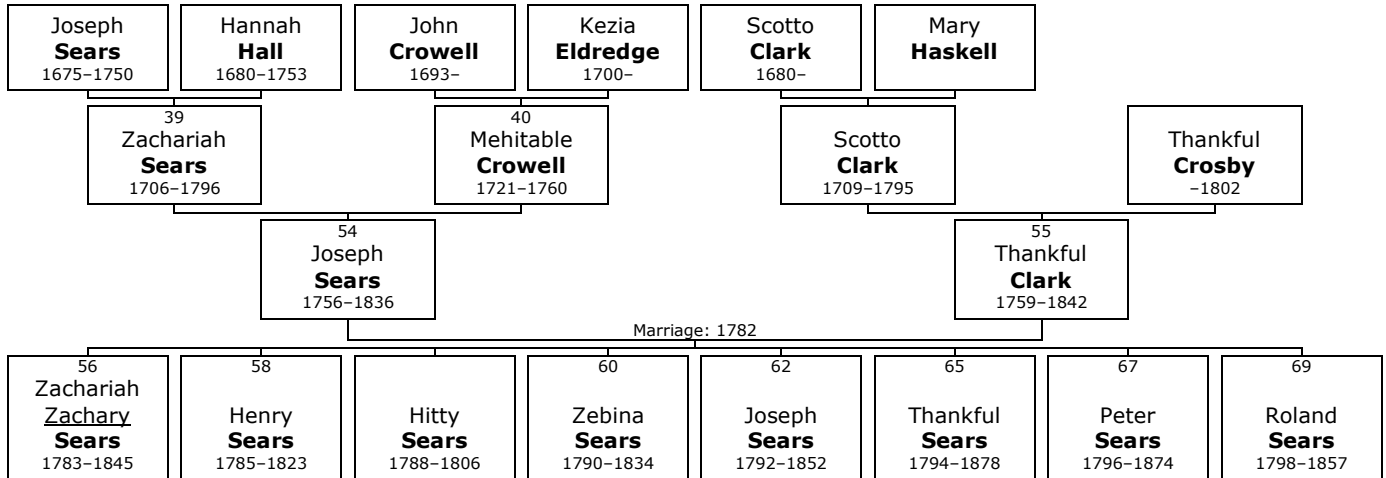 Joseph
Sears
1675–1750
Hannah
Hall
1680–1753
John
Crowell
1693–
Kezia
Eldredge
1700–
Scotto
Clark
1680–
Mary
Haskell
39
Zachariah
Sears
1706–1796
40
Mehitable
Crowell
1721–1760
Scotto
Clark
1709–1795
Thankful
Crosby
–1802
54
Joseph
Sears
1756–1836
55
Thankful
Clark
1759–1842
Marriage: 1782
56
Zachariah
Zachary
Sears
1783–1845
58
Henry
Sears
1785–1823
Hitty
Sears
1788–1806
60
Zebina
Sears
1790–1834
62
Joseph
Sears
1792–1852
65
Thankful
Sears
1794–1878
67
Peter
Sears
1796–1874
69
Roland
Sears
1798–1857